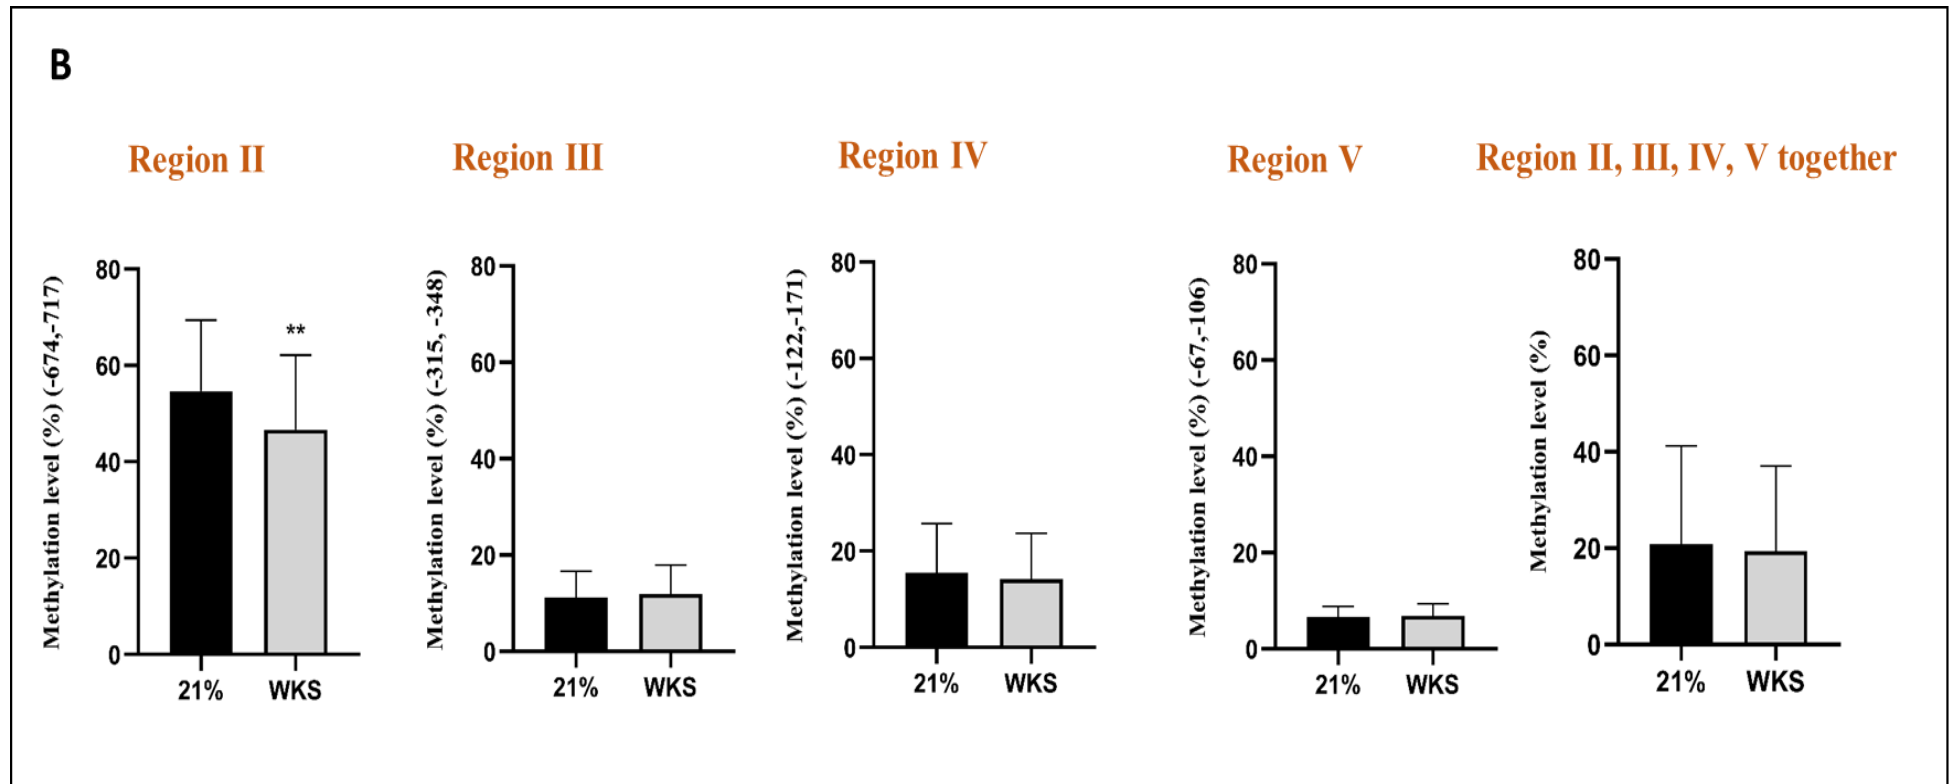 B
Region II
Region III
Region IV
Region V
Region II, III, IV, V together
Methylation level (%) (-674,-717)
80
60
40
20
0
**
21%
WKS
Methylation level (%) (-315, -348)
80
60
40
20
0
21%
WKS
Methylation level (%) (-122,-171)
80
60
40
20
0
21%
WKS
Methylation level (%) (-67,-106)
80
60
40
20
0
21%
WKS
Methylation level (%)
80
60
40
20
0
21%
WKS